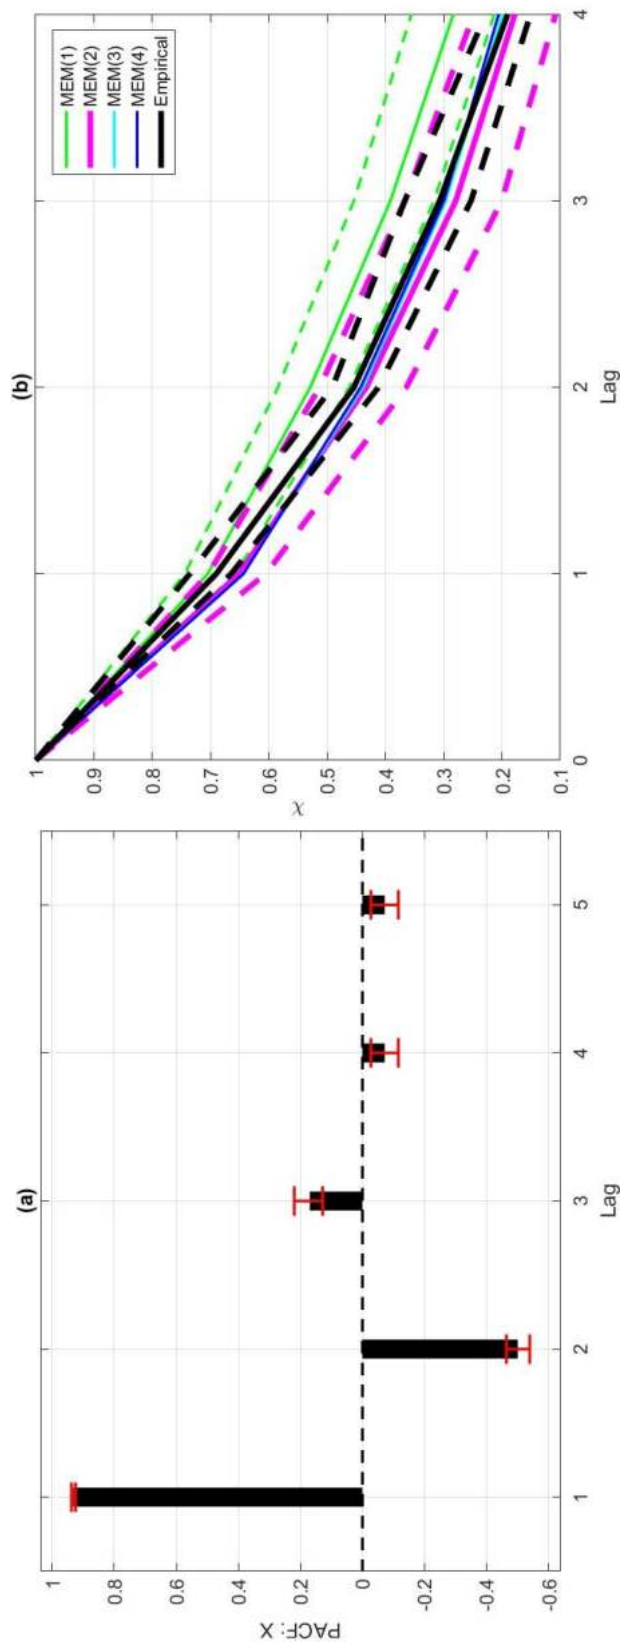 (a)
PACF: X
1
0.8
0.6
0.4
0.2
0
-0.2
-0.4
-0.6
1 2 3 4 5
Lag
(b)
χ
1
0.9
0.8
0.7
0.6
0.5
0.4
0.3
0.2
0.1
0 1 2 3 4
Lag
MEM(1)
MEM(2)
MEM(3)
MEM(4)
Empirical